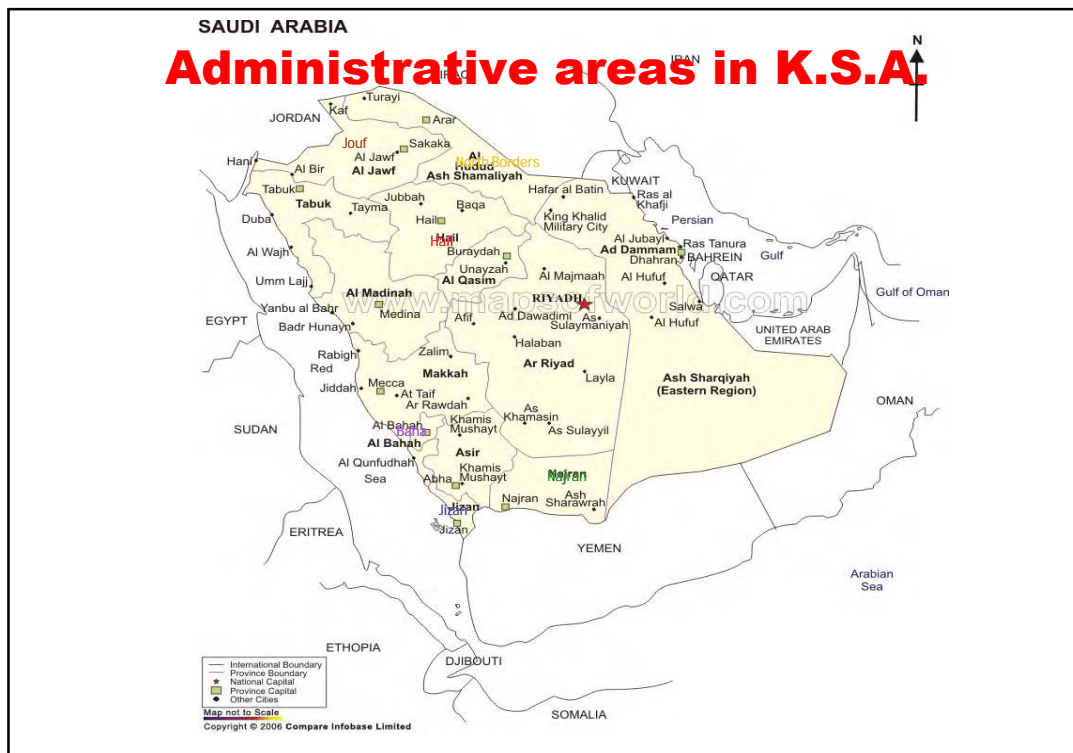 SAUDI ARABIA
Administrative areas in K.S.A.
N
IRAQ
IRAN
JORDAN
Turayi
Kaf
Arar
Jouf
Sakaka
Al Jawf
Al Jawf
Hani
Al Bir
Al
Hudud
North Borders
Ash Shamaliyah
KUWAIT
Tabuk
Tabuk
Jubbah
Hafar al Batin
Ras al
Khafji
Duba
Tayma
Hail
Baqa
King Khalid
Military City
Persian
Hail
Hail
Al Wajh
Buraydah
Al Jubayl
Ras Tanura
Ad Dammam
Dhahran
BAHREIN
Gulf
Unayzah
Al Qasim
Al Majmaah
Al Hufuf
QATAR
Umm Lajj
Al Madinah
RIYADH
www.mapsofworld.com
Salwa
Gulf of Oman
Yanbu al Bahr
Medina
Afif
Ad Dawadimi
As
Sulaymaniyah
Al Hufuf
EGYPT
Badr Hunayn
UNITED ARAB
EMIRATES
Halaban
Rabigh
Zalim
Ar Riyad
Red
Makkah
Layla
Ash Sharqiyah
(Eastern Region)
Jiddah
Mecca
At Taif
Ar Rawdah
OMAN
As
Khamasin
As Sulayyil
SUDAN
Al Bahah
Baha
Al Bahah
Khamis
Mushayt
Asir
Al Qunfudhah
Sea
Abha
Khamis
Mushayt
Najran
Najran
Najran
Ash
Sharawrah
Jizan
Jizan
Jizan
ERITREA
YEMEN
Arabian
Sea
ETHOPIA
DJIBOUTI
SOMALIA
International Boundary
Province Boundary
National Capital
Province Capital
Other Cities
Map not to Scale
Copyright © 2006 Compare Infobase Limited